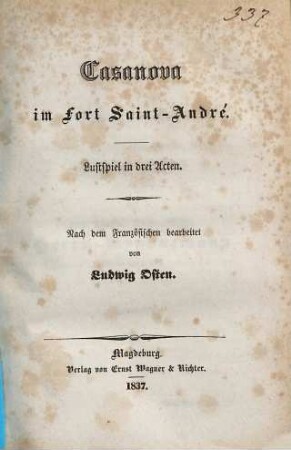 337
Casanova
im Fort Saint-André.
Lustspiel in drei Acten.
Nach dem Französischen bearbeitet
von
Ludwig Osten.
Magdeburg.
Verlag von Ernst Wagner & Richter.
1837.